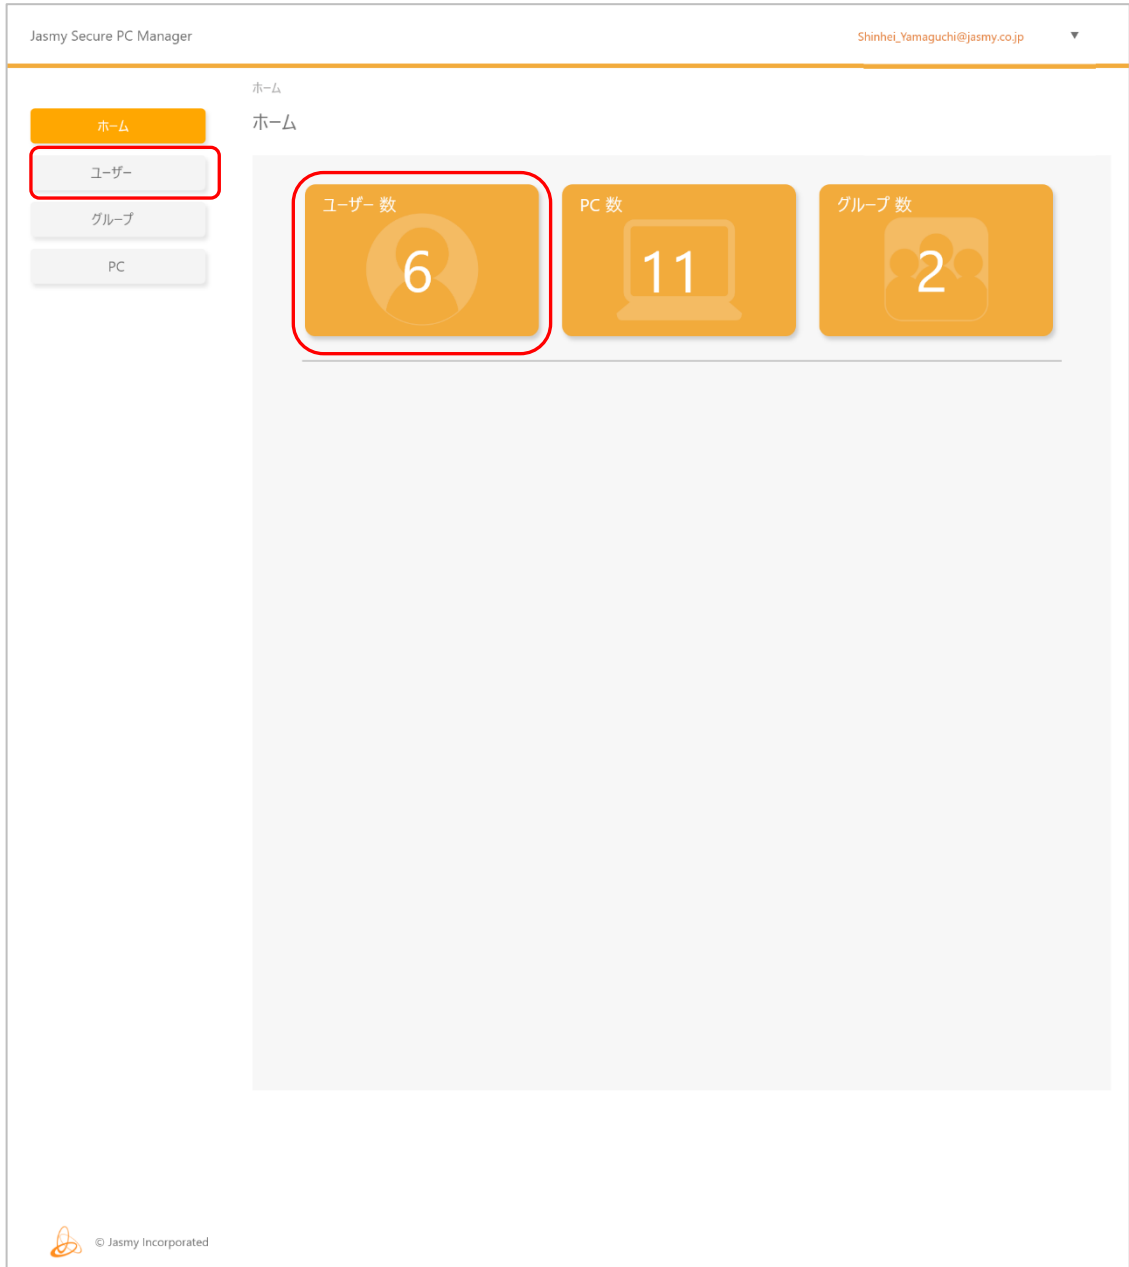 Jasmy Secure PC Manager
Shinhei_Yamaguchi@jasmy.co.jp ▼
ホーム
ホーム
ホーム
ユーザー
グループ
PC
ユーザー 数
6
PC 数
11
グループ 数
2
© Jasmy Incorporated